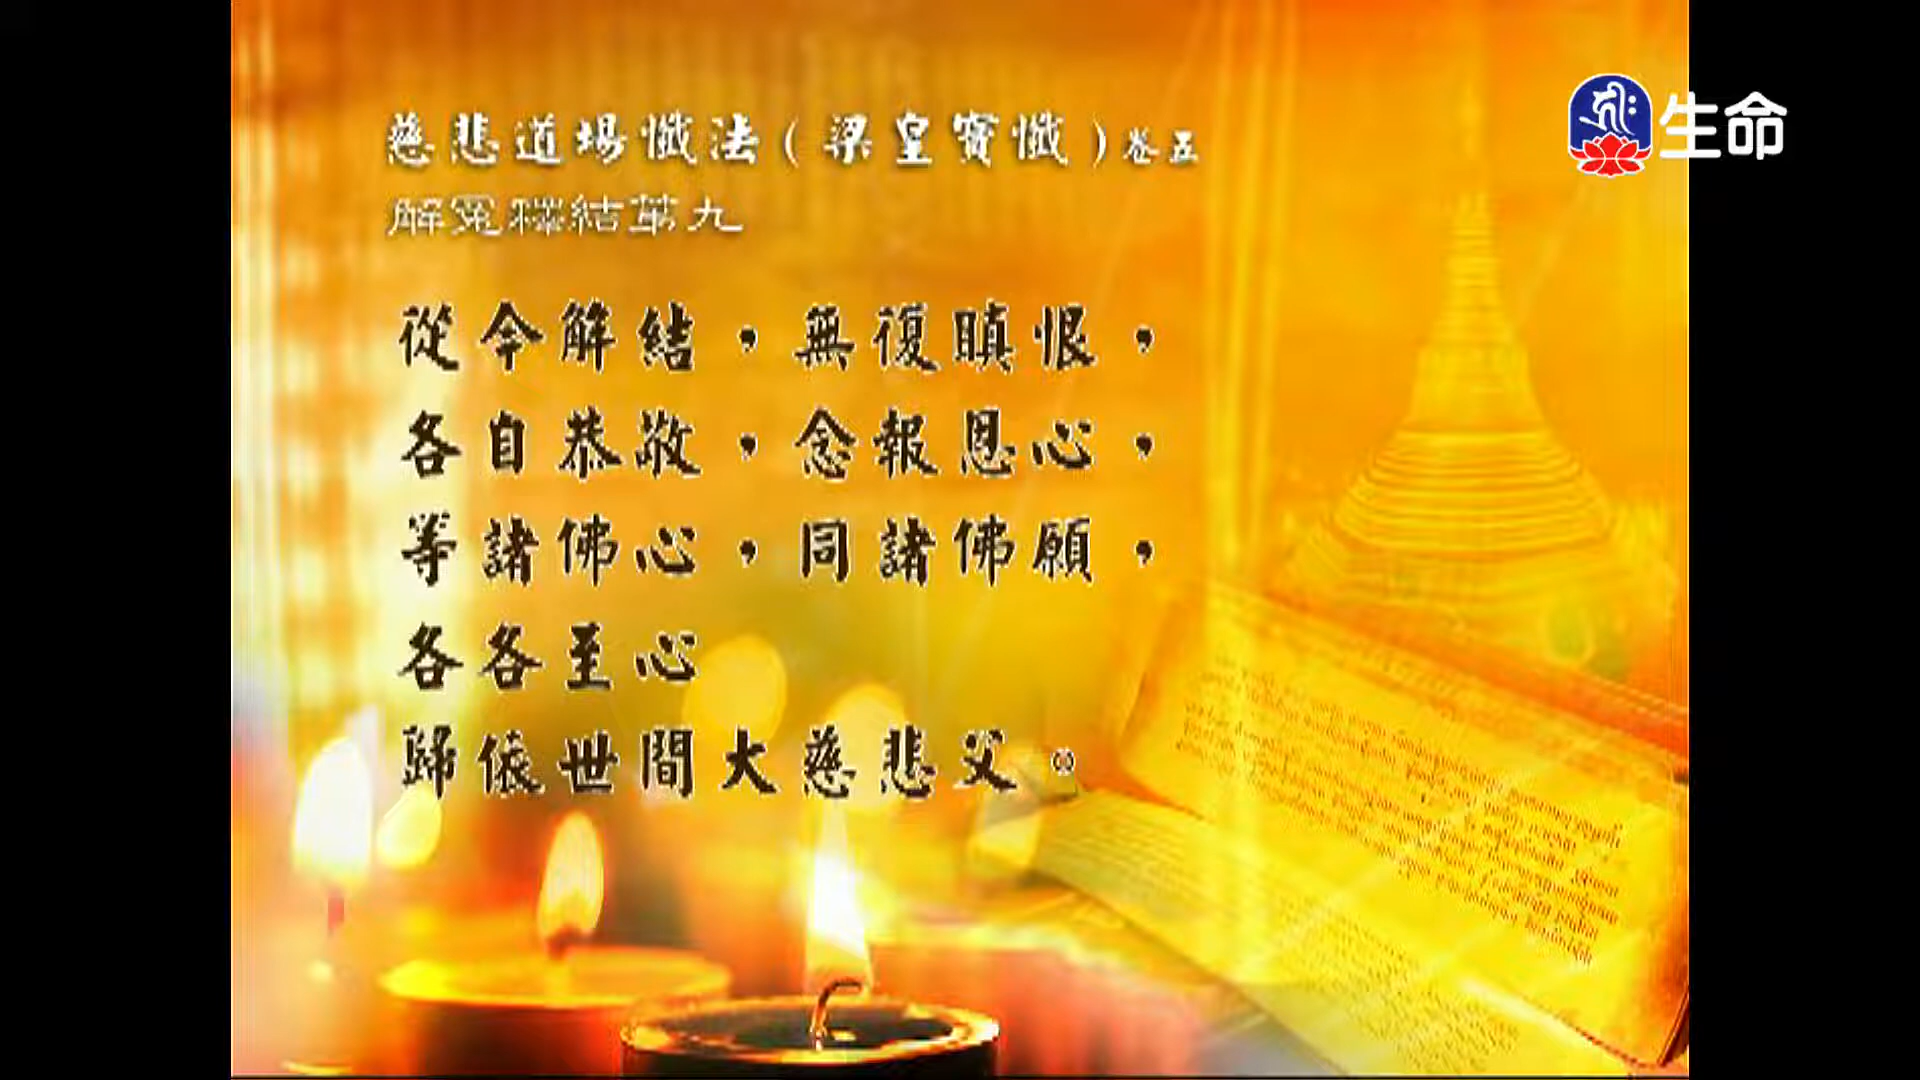 慈悲道場懺法(梁皇寶懺)卷五
解冤釋結第九
從今解結，無復瞋恨，
各自恭敬，念報恩心，
等諸佛心，同諸佛願，
各各至心
歸依世間大慈悲父。
生命